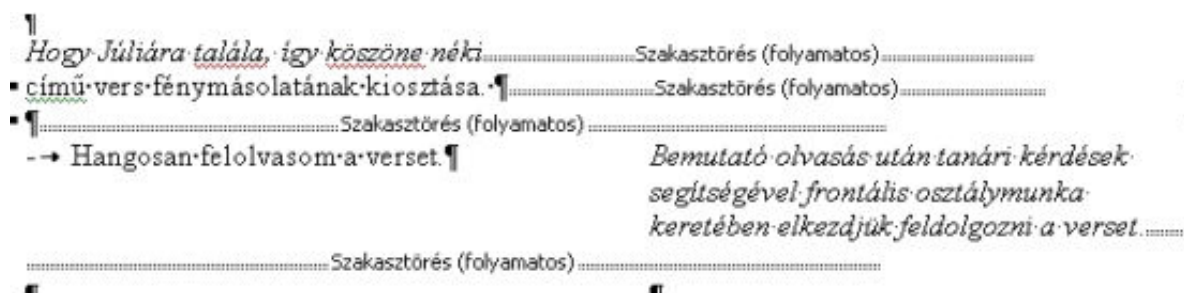 ¶
Hogy Júliára talála, így köszöne néki Szakasztörés (folyamatos)
című vers fénymásolatának kiosztása. ¶ Szakasztörés (folyamatos)
¶ Szakasztörés (folyamatos)
-→ Hangosan felolvasom a verset.¶
Bemutató olvasás után tanári kérdések
segítségével frontális osztálymunka
keretében elkezdjük feldolgozni a verset.
Szakasztörés (folyamatos)
¶ ¶